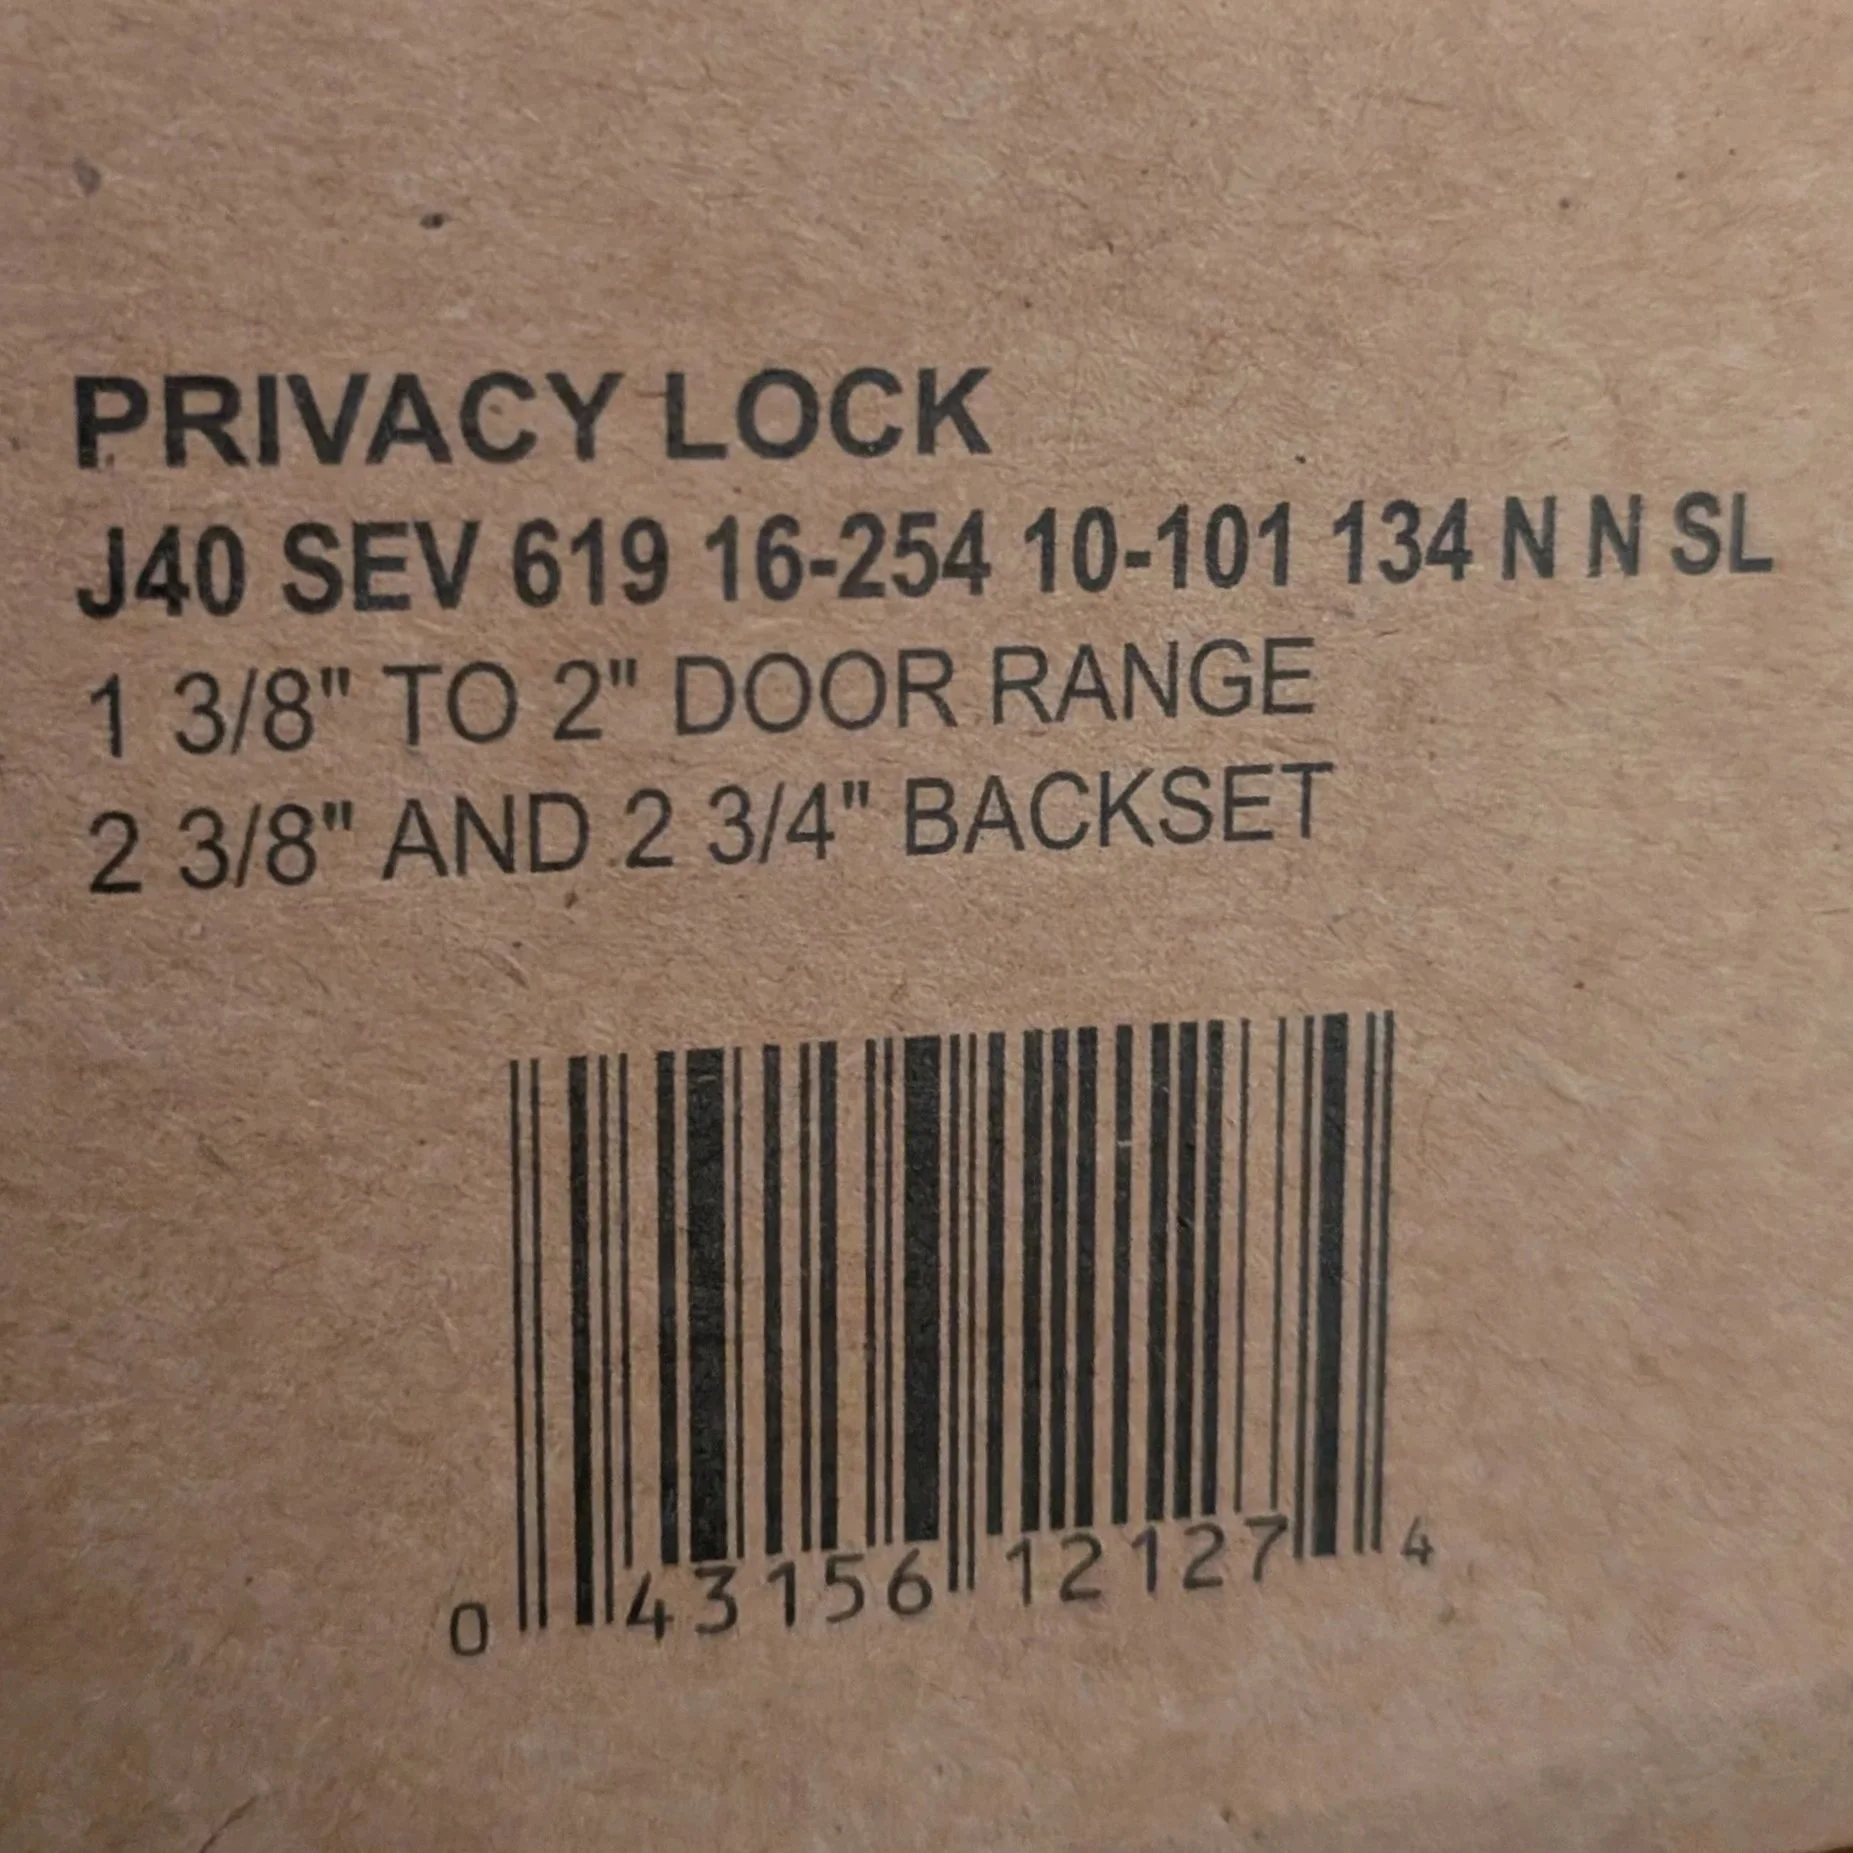 PRIVACY LOCK
J40 SEV 619 16-254 10-101 134 N N SL
1 3/8" TO 2" DOOR RANGE
2 3/8" AND 2 3/4" BACKSET
0 43156 12127 4